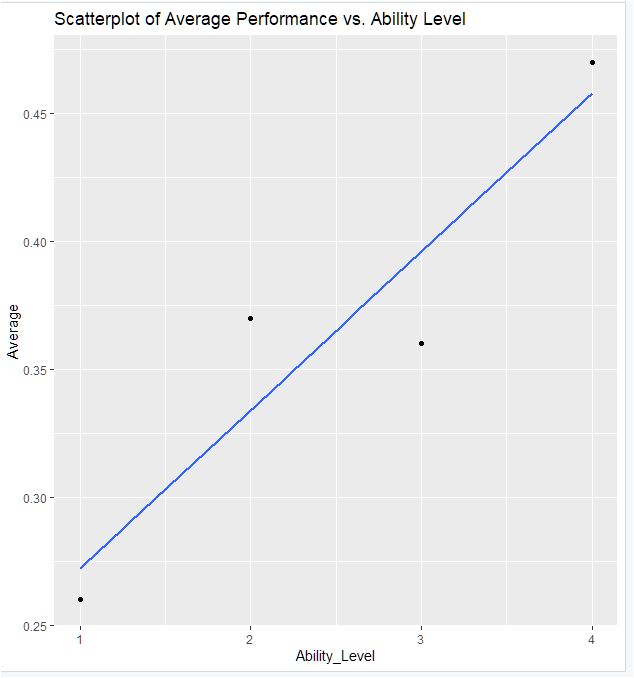 Scatterplot of Average Performance vs. Ability Level
0.45
0.40
0.35
0.30
0.25
Average
1 2 3 4
Ability_Level